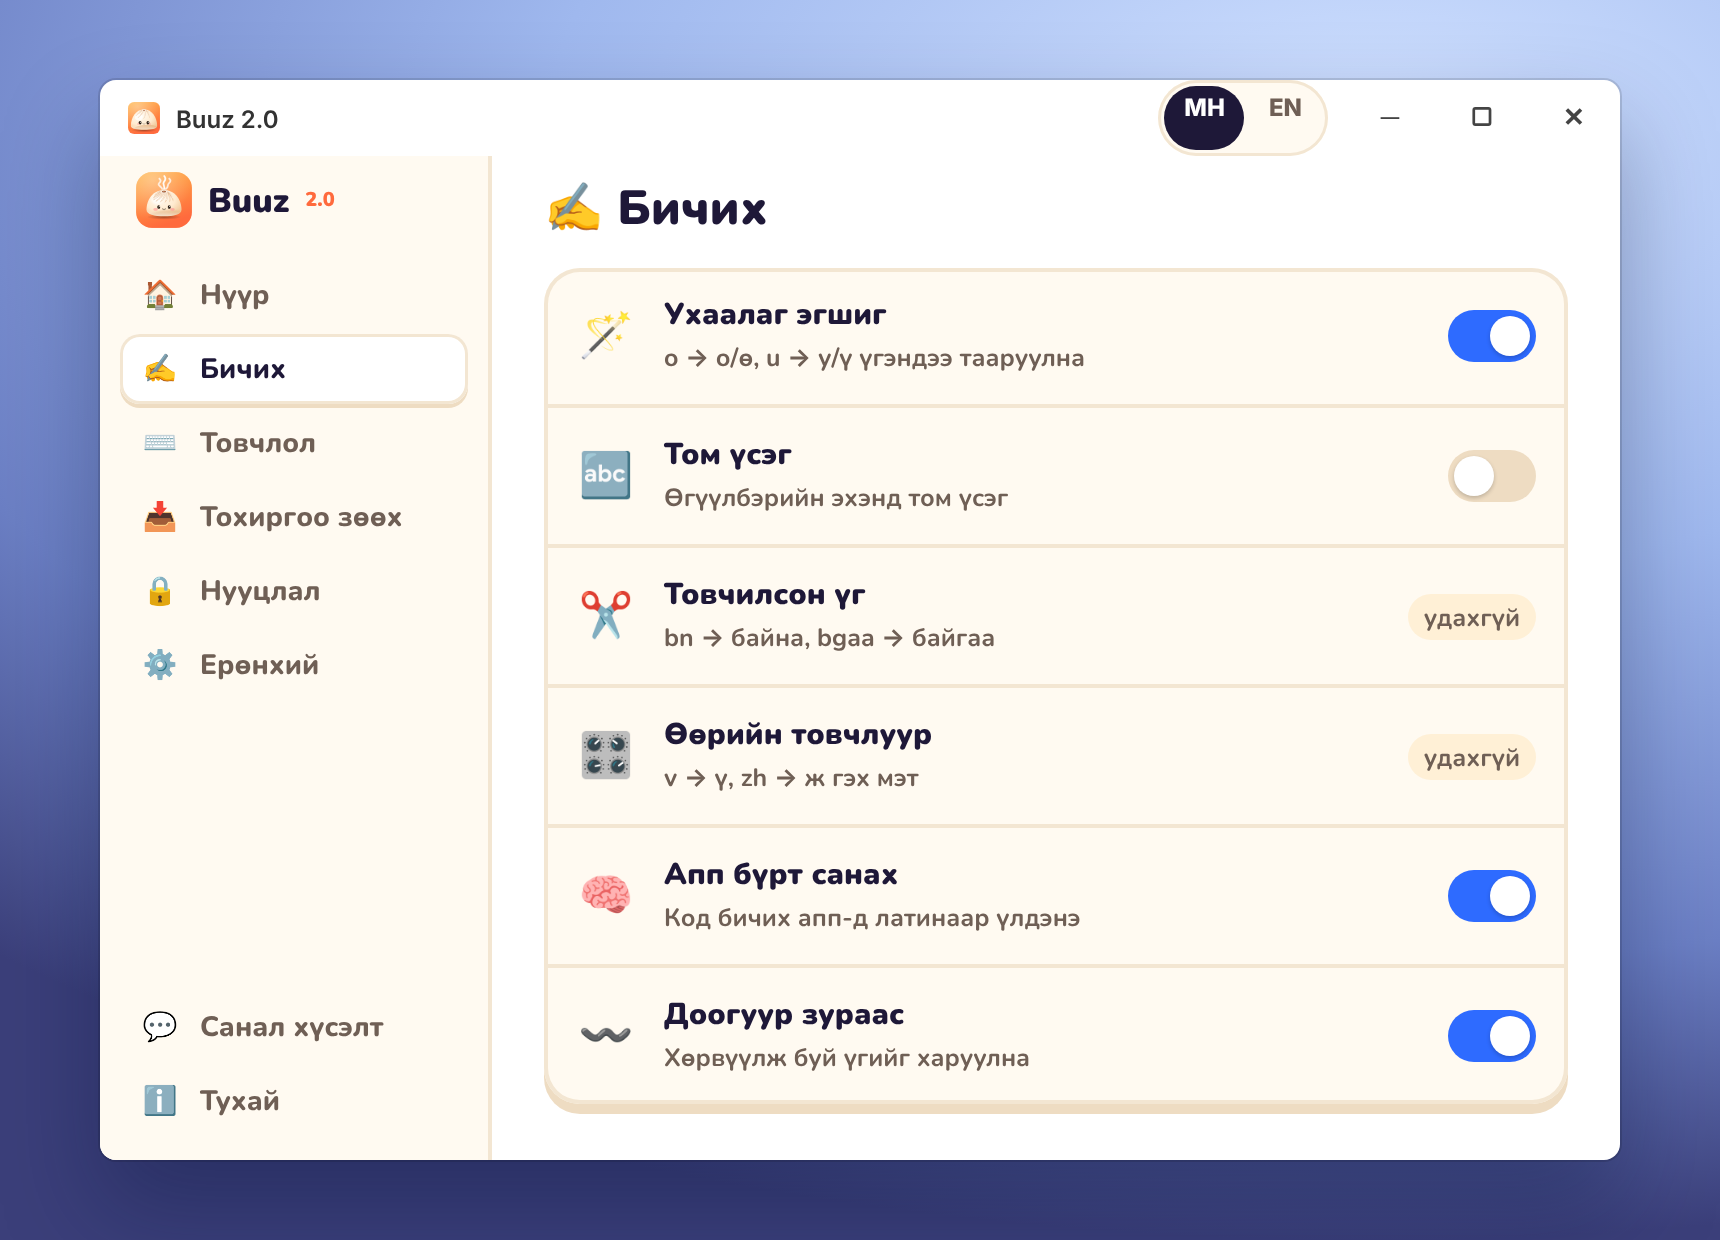 Buuz 2.0
МН EN
Buuz 2.0
Нүүр
Бичих
Товчлол
Тохиргоо зөөх
Нууцлал
Ерөнхий
Санал хүсэлт
Тухай
Бичих
Ухаалаг эгшиг
o → о/ө, u → у/ү үгэндээ тааруулна
abc
Том үсэг
Өгүүлбэрийн эхэнд том үсэг
Товчилсон үг
bn → байна, bgaa → байгаа
удахгүй
Өөрийн товчлуур
v → ү, zh → ж гэх мэт
удахгүй
Апп бүрт санах
Код бичих апп-д латинаар үлдэнэ
Доогуур зураас
Хөрвүүлж буй үгийг харуулна